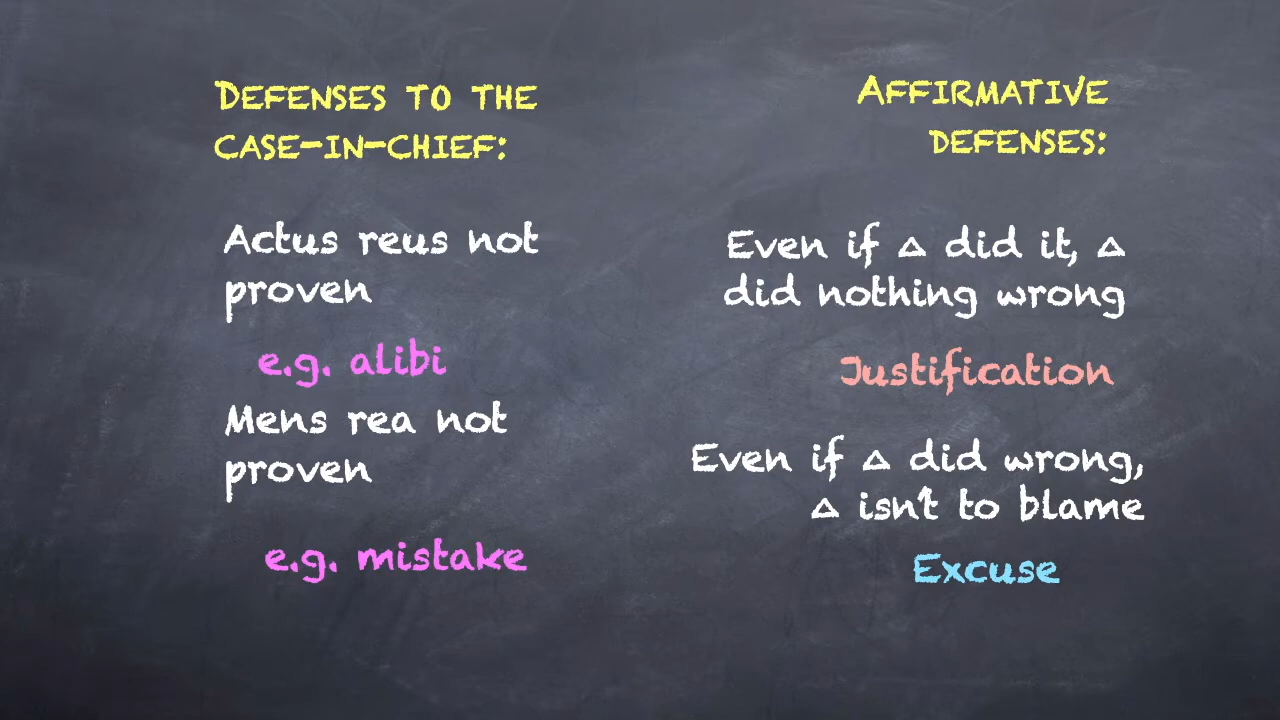 DEFENSES TO THE
CASE-IN-CHIEF:
Actus reus not
proven
e.g. alibi
Mens rea not
proven
e.g. mistake
AFFIRMATIVE
DEFENSES:
Even if Δ did it, Δ
did nothing wrong
Justification
Even if Δ did wrong,
Δ isn't to blame
Excuse